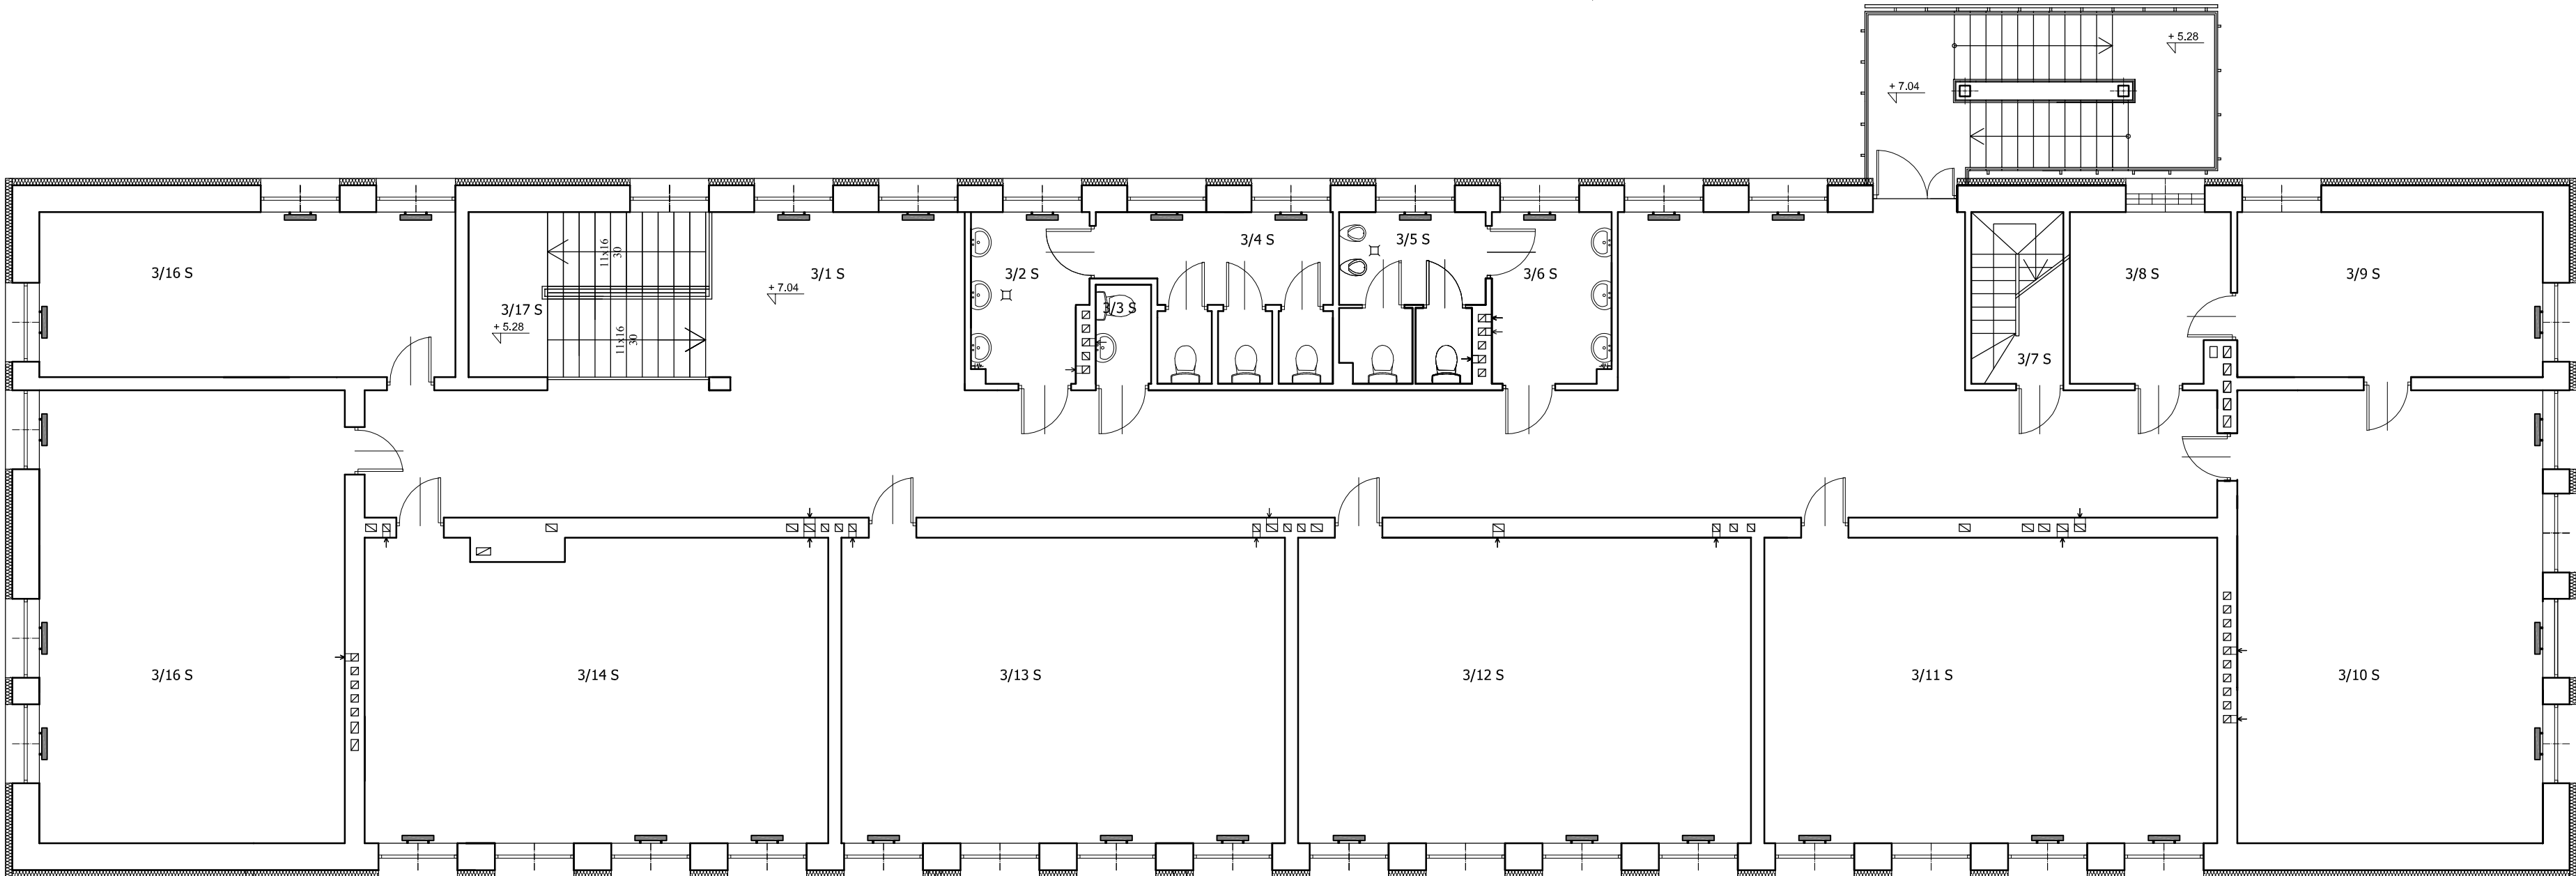 + 5.28
+ 7.04
3/16 S
3/17 S
+ 5.28
11x16
30
11x16
30
3/1 S
+ 7.04
3/2 S
3/3 S
3/4 S
3/5 S
3/6 S
3/7 S
3/8 S
3/9 S
3/16 S
3/14 S
3/13 S
3/12 S
3/11 S
3/10 S